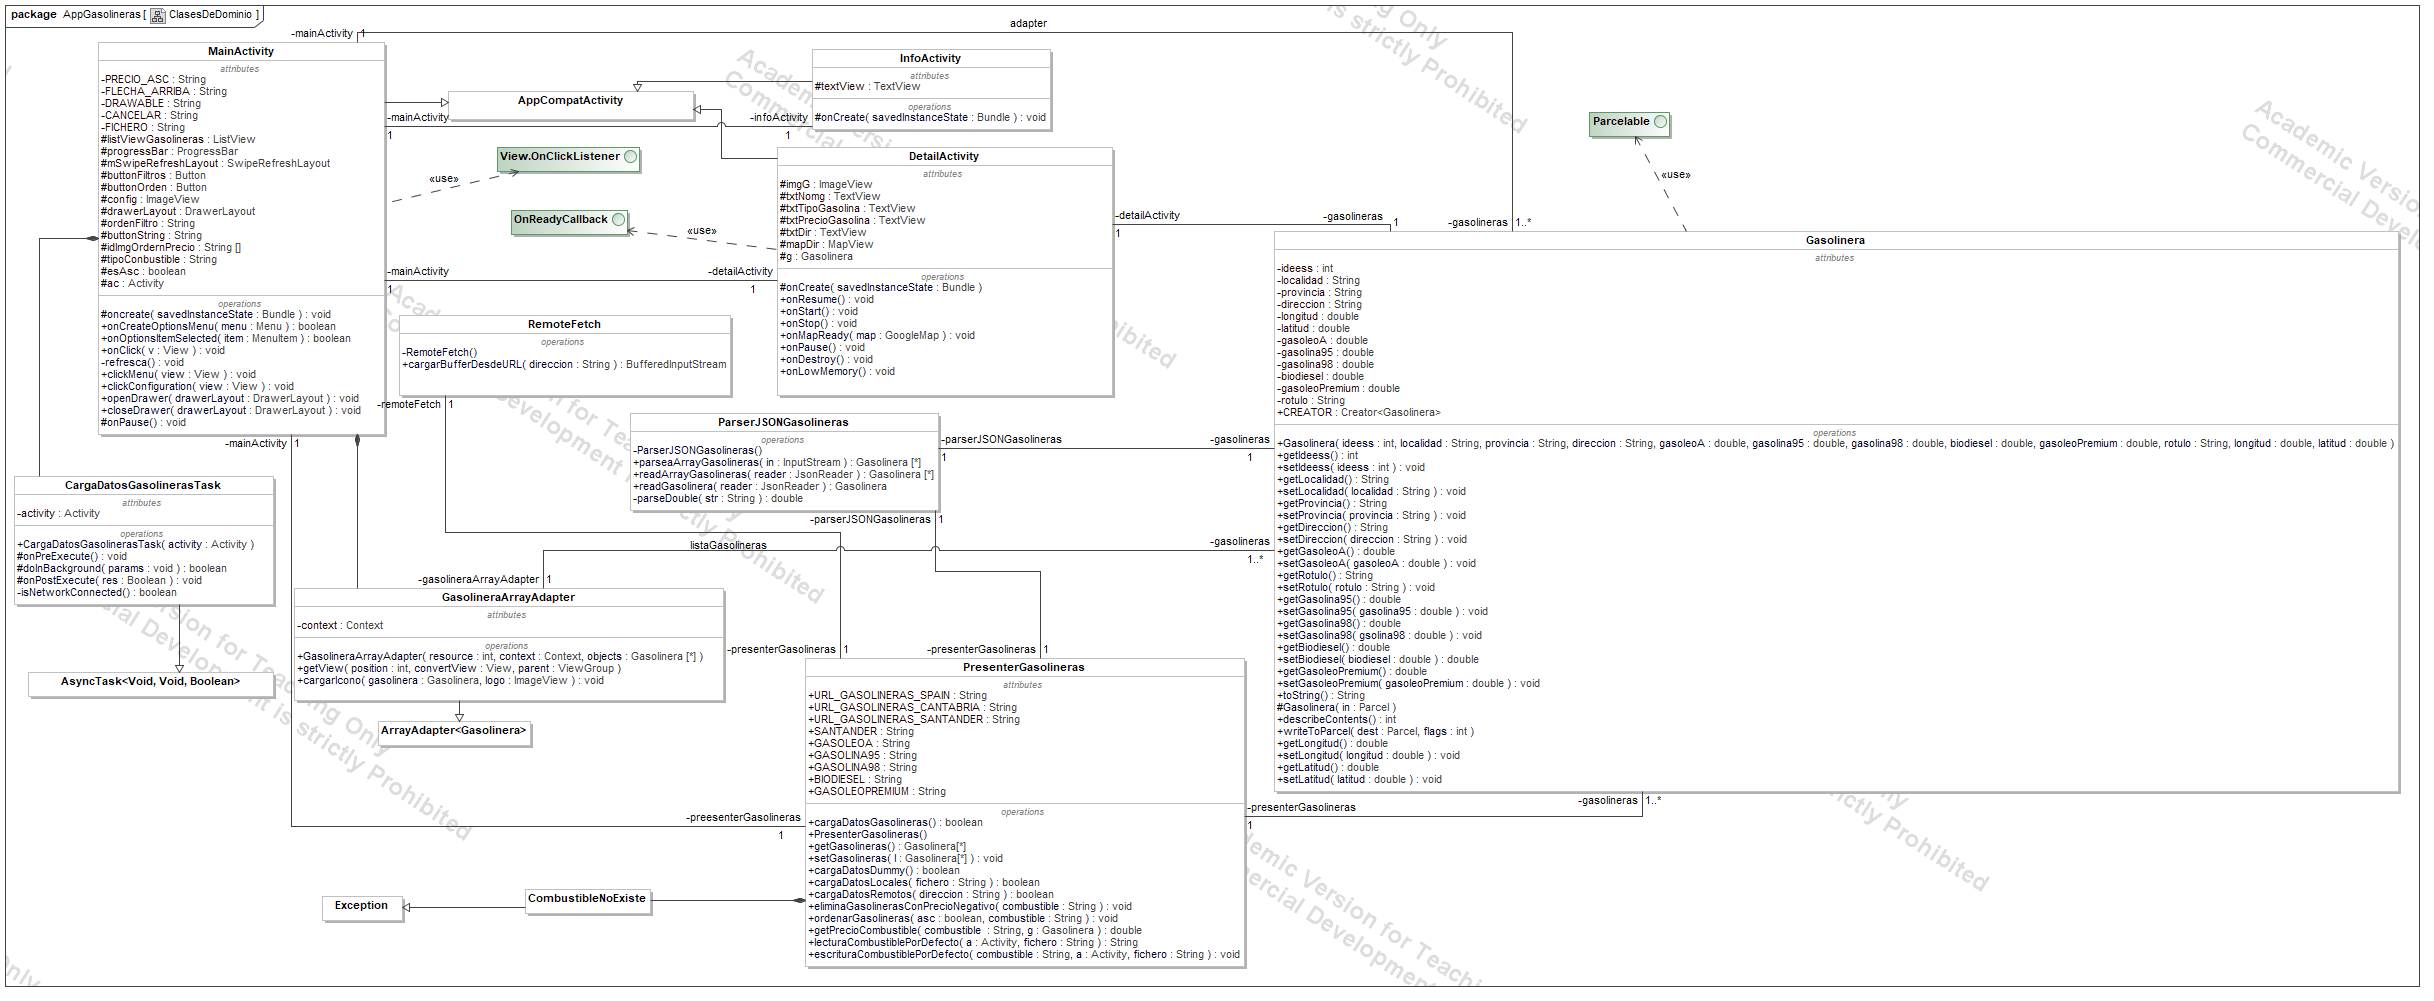 package AppGasolineras [ ClasesDeDominio ]
adapter
-mainActivity 1
MainActivity
attributes
-PRECIO_ASC : String
-FLECHA_ARRIBA : String
-DRAWABLE : String
-CANCELAR : String
-FICHERO : String
#listViewGasolineras : ListView
#progressBar : ProgressBar
#mSwipeRefreshLayout : SwipeRefreshLayout
#buttonFiltros : Button
#buttonOrden : Button
#config : ImageView
#drawerLayout : DrawerLayout
#ordenFiltro : String
#buttonString : String
#idImgOrdernPrecio : String []
#tipoConbustible : String
#esAsc : boolean
#ac : Activity
operations
#oncreate( savedInstanceState : Bundle ) : void
+onCreateOptionsMenu( menu : Menu ) : boolean
+onOptionsItemSelected( item : MenuItem ) : boolean
+onClick( v : View ) : void
-refresca() : void
+clickMenu( view : View ) : void
+clickConfiguration( view : View ) : void
+openDrawer( drawerLayout : DrawerLayout ) : void
+closeDrawer( drawerLayout : DrawerLayout ) : void
#onPause() : void
AppCompatActivity
InfoActivity
attributes
#textView : TextView
operations
#onCreate( savedInstanceState : Bundle ) : void
-mainActivity
1
-infoActivity
1
View.OnClickListener
«use»
OnReadyCallback
«use»
-mainActivity
1
-detailActivity
1
DetailActivity
attributes
#imgG : ImageView
#txtNomg : TextView
#txtTipoGasolina : TextView
#txtPrecioGasolina : TextView
#txtDir : TextView
#mapDir : MapView
#g : Gasolinera
operations
#onCreate( savedInstanceState : Bundle )
+onResume() : void
+onStart() : void
+onStop() : void
+onMapReady( map : GoogleMap ) : void
+onPause() : void
+onDestroy() : void
+onLowMemory() : void
-detailActivity
1
-gasolineras
1
-gasolineras 1..*
Parcelable
«use»
Gasolinera
attributes
-ideess : int
-localidad : String
-provincia : String
-direccion : String
-longitud : double
-latitud : double
-gasoleoA : double
-gasolina95 : double
-gasolina98 : double
-biodiesel : double
-gasoleoPremium : double
-rotulo : String
+CREATOR : Creator<Gasolinera>
operations
+Gasolinera( ideess : int, localidad : String, provincia : String, direccion : String, gasoleoA : double, gasolina95 : double, gasolina98 : double, biodiesel : double, gasoleoPremium : double, rotulo : String, longitud : double, latitud : double )
+getIdeess() : int
+setIdeess( ideess : int ) : void
+getLocalidad() : String
+setLocalidad( localidad : String ) : void
+getProvincia() : String
+setProvincia( provincia : String ) : void
+getDireccion() : String
+setDireccion( direccion : String ) : void
+getGasoleoA() : double
+setGasoleoA( gasoleoA : double ) : void
+getRotulo() : String
+setRotulo( rotulo : String ) : void
+getGasolina95() : double
+setGasolina95( gasolina95 : double ) : void
+getGasolina98() : double
+setGasolina98( gsolina98 : double ) : void
+getBiodiesel() : double
+setBiodiesel( biodiesel : double ) : double
+getGasoleoPremium() : double
+setGasoleoPremium( gasoleoPremium : double ) : void
+toString() : String
#Gasolinera( in : Parcel )
+describeContents() : int
+writeToParcel( dest : Parcel, flags : int )
+getLongitud() : double
+setLongitud( longitud : double ) : void
+getLatitud() : double
+setLatitud( latitud : double ) : void
RemoteFetch
operations
-RemoteFetch()
+cargarBufferDesdeURL( direccion : String ) : BufferedInputStream
-remoteFetch 1
ParserJSONGasolineras
operations
-ParserJSONGasolineras()
+parseaArrayGasolineras( in : InputStream ) : Gasolinera [*]
+readArrayGasolineras( reader : JsonReader ) : Gasolinera [*]
+readGasolinera( reader : JsonReader ) : Gasolinera
-parseDouble( str : String ) : double
-parserJSONGasolineras
1
-gasolineras
1
-parserJSONGasolineras 1
-mainActivity 1
CargaDatosGasolinerasTask
attributes
-activity : Activity
operations
+CargaDatosGasolinerasTask( activity : Activity )
#onPreExecute() : void
#doInBackground( params : void ) : boolean
#onPostExecute( res : Boolean ) : void
-isNetworkConnected() : boolean
AsyncTask<Void, Void, Boolean>
listaGasolineras
-gasolineras
1..*
-gasolineraArrayAdapter 1
GasolineraArrayAdapter
attributes
-context : Context
operations
+GasolineraArrayAdapter( resource : int, context : Context, objects : Gasolinera [*] )
+getView( position : int, convertView : View, parent : ViewGroup )
+cargarIcono( gasolinera : Gasolinera, logo : ImageView ) : void
ArrayAdapter<Gasolinera>
-presenterGasolineras 1
-presenterGasolineras 1
PresenterGasolineras
attributes
+URL_GASOLINERAS_SPAIN : String
+URL_GASOLINERAS_CANTABRIA : String
+URL_GASOLINERAS_SANTANDER : String
+SANTANDER : String
+GASOLEOA : String
+GASOLINA95 : String
+GASOLINA98 : String
+BIODIESEL : String
+GASOLEOPREMIUM : String
operations
+cargaDatosGasolineras() : boolean
+PresenterGasolineras()
+getGasolineras() : Gasolinera[*]
+setGasolineras( l : Gasolinera[*] ) : void
+cargaDatosDummy() : boolean
+cargaDatosLocales( fichero : String ) : boolean
+cargaDatosRemotos( direccion : String ) : boolean
+eliminaGasolinerasConPrecioNegativo( combustible : String ) : void
+ordenarGasolineras( asc : boolean, combustible : String ) : void
+getPrecioCombustible( combustible : String, g : Gasolinera ) : double
+lecturaCombustiblePorDefecto( a : Activity, fichero : String ) : String
+escrituraCombustiblePorDefecto( combustible : String, a : Activity, fichero : String ) : void
-preesenterGasolineras
1
-presenterGasolineras
1
-gasolineras 1..*
Exception
CombustibleNoExiste